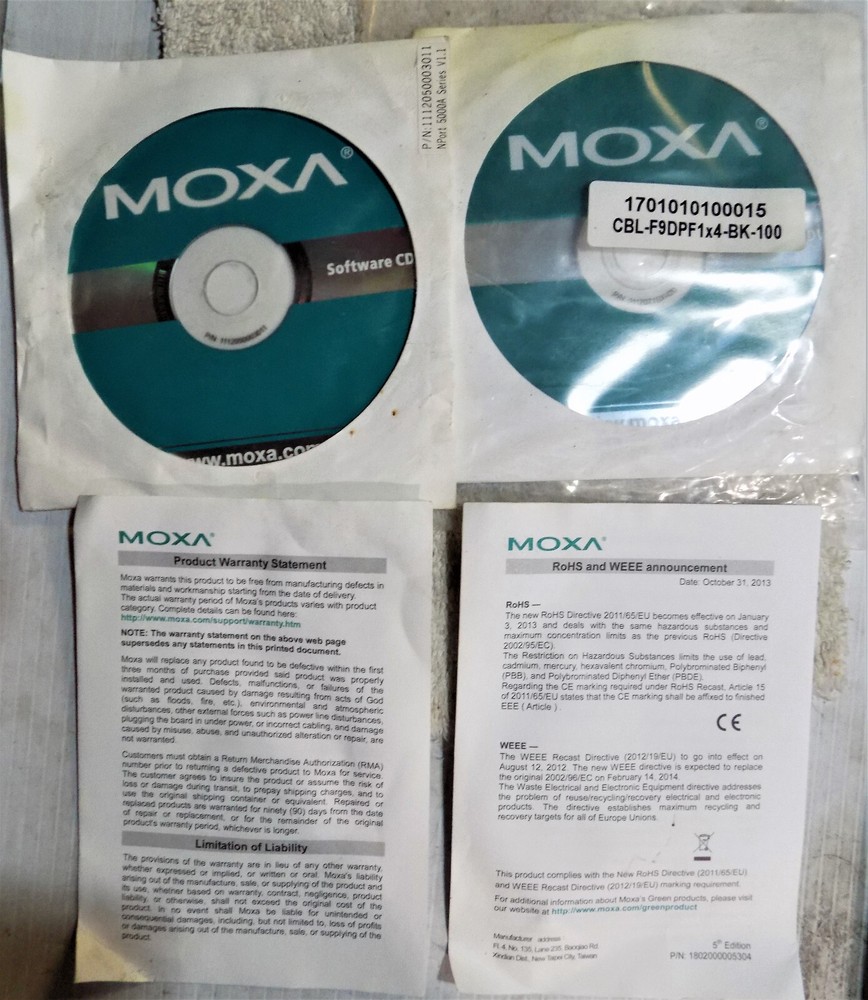 P/N:1112050003011
NPort 5000A Series V1.1
MOXA®
Software CD
www.moxa.com
MOXA®
1701010100015
CBL-F9DPF1x4-BK-100
MOXA®
Product Warranty Statement
Moxa warrants this product to be free from manufacturing defects in
materials and workmanship starting from the date of delivery.
The actual warranty period of Moxa's products varies with product
category. Complete details can be found here:
http://www.moxa.com/support/warranty.htm
NOTE: The warranty statement on the above web page
supersedes any statements in this printed document.
Moxa will replace any product found to be defective within the first
three months of purchase provided said product was properly
installed and used. Defects, malfunctions, or failures of the
warranted product caused by damage resulting from acts of God
(such as floods, fire, etc.), environmental and atmospheric
disturbances, other external forces such as power line disturbances,
plugging the board in under power, or incorrect cabling, and damage
caused by misuse, abuse, and unauthorized alteration or repair, are
not warranted.
Customers must obtain a Return Merchandise Authorization (RMA)
number prior to returning a defective product to Moxa for service.
The customer agrees to insure the product or assume the risk of
loss or damage during transit, to prepay shipping charges, and to
use the original shipping container or equivalent. Repaired or
replaced products are warranted for ninety (90) days from the date
of repair or replacement, or for the remainder of the original
product's warranty period, whichever is longer.
Limitation of Liability
The provisions of the warranty are in lieu of any other warranty,
whether expressed or implied, or written or oral. Moxa's liability
arising out of the manufacture, sale, or supplying of the product and
its use, whether based on warranty, contract, negligence, product
liability, or otherwise, shall not exceed the original cost of the
product. In no event shall Moxa be liable for unintended or
consequential damages, including, but not limited to, loss of profits
or damages arising out of the manufacture, sale, or supplying of the
product.
MOXA®
RoHS and WEEE announcement
Date: October 31, 2013
RoHS —
The new RoHS Directive 2011/65/EU becomes effective on January
3, 2013 and deals with the same hazardous substances and
maximum concentration limits as the previous RoHS (Directive
2002/95/EC).
The Restriction on Hazardous Substances limits the use of lead,
cadmium, mercury, hexavalent chromium, Polybrominated Biphenyl
(PBB), and Polybrominated Diphenyl Ether (PBDE).
Regarding the CE marking required under RoHS Recast, Article 15
of 2011/65/EU states that the CE marking shall be affixed to finished
EEE ( Article ).
CE
WEEE —
The WEEE Recast Directive (2012/19/EU) to go into effect on
August 12, 2012. The new WEEE directive is expected to replace
the original 2002/96/EC on February 14, 2014.
The Waste Electrical and Electronic Equipment directive addresses
the problem of reuse/recycling/recovery electrical and electronic
products. The directive establishes maximum recycling and
recovery targets for all of Europe Unions.
This product complies with the New RoHS Directive (2011/65/EU)
and WEEE Recast Directive (2012/19/EU) marking requirement.
For additional information about Moxa's Green products, please visit
our website at http://www.moxa.com/greenproduct
Manufacturer address:
Fl.4, No. 135, Lane 235, Baoqiao Rd.
Xindian Dist., New Taipei City, Taiwan
5th Edition
P/N: 1802000005304